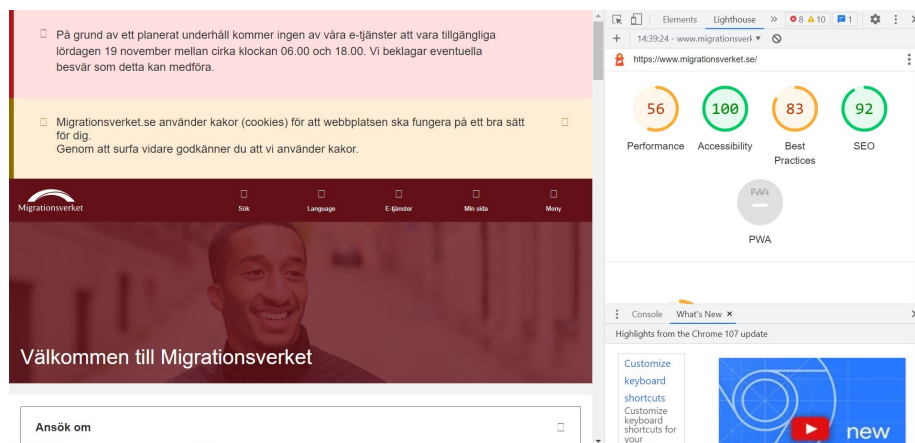 På grund av ett planerat underhåll kommer ingen av våra e-tjänster att vara tillgängliga
lördagen 19 november mellan cirka klockan 06.00 och 18.00. Vi beklagar eventuella
besvär som detta kan medföra.
Migrationsverket.se använder kakor (cookies) för att webbplatsen ska fungera på ett bra sätt
för dig.
Genom att surfa vidare godkänner du att vi använder kakor.
Migrationsverket
Sök
Language
E-tjänster
Min sida
Meny
Välkommen till Migrationsverket
Ansök om
Elements Lighthouse » 8 10 1
14:39:24 - www.migrationsverk
https://www.migrationsverket.se/
56 100 83 92
Performance Accessibility Best SEO
Practices
PWA
PWA
Console What's New ×
Highlights from the Chrome 107 update
Customize
keyboard
shortcuts
Customize
keyboard
shortcuts for
your
new